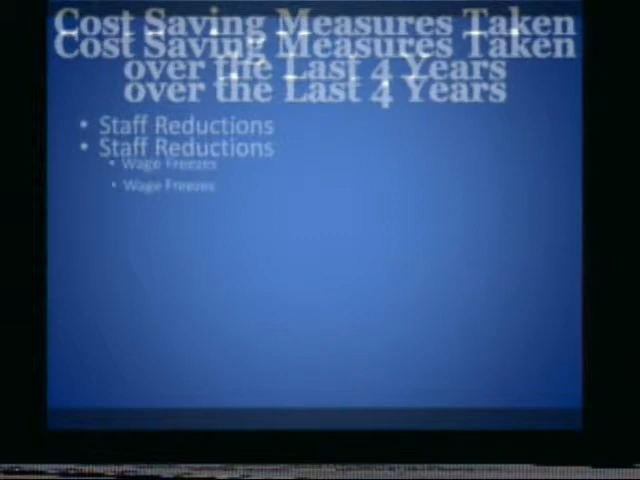 Cost Saving Measures Taken
Cost Saving Measures Taken
over the Last 4 Years
over the Last 4 Years
• Staff Reductions
• Staff Reductions
• Wage Freezes
• Wage Freezes